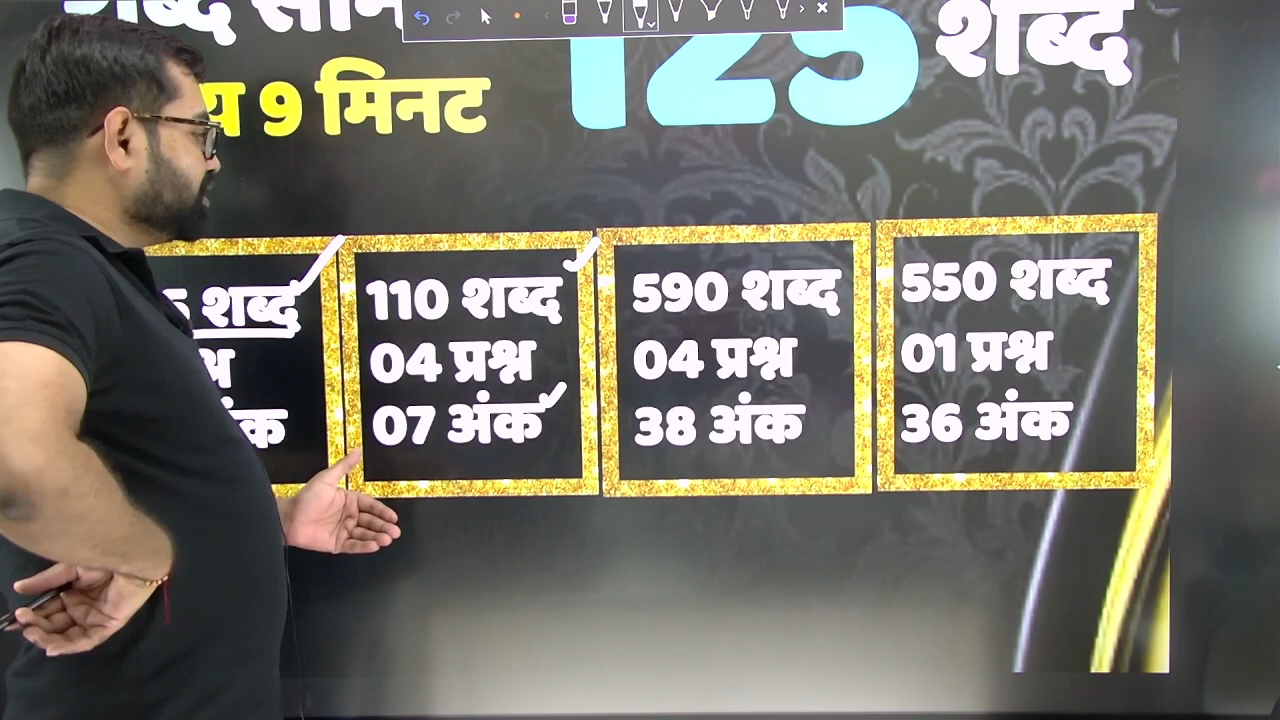 शब्द
125 शब्द
9 मिनट
शब्द
110 शब्द
04 प्रश्न
07 अंक
590 शब्द
04 प्रश्न
38 अंक
550 शब्द
01 प्रश्न
36 अंक